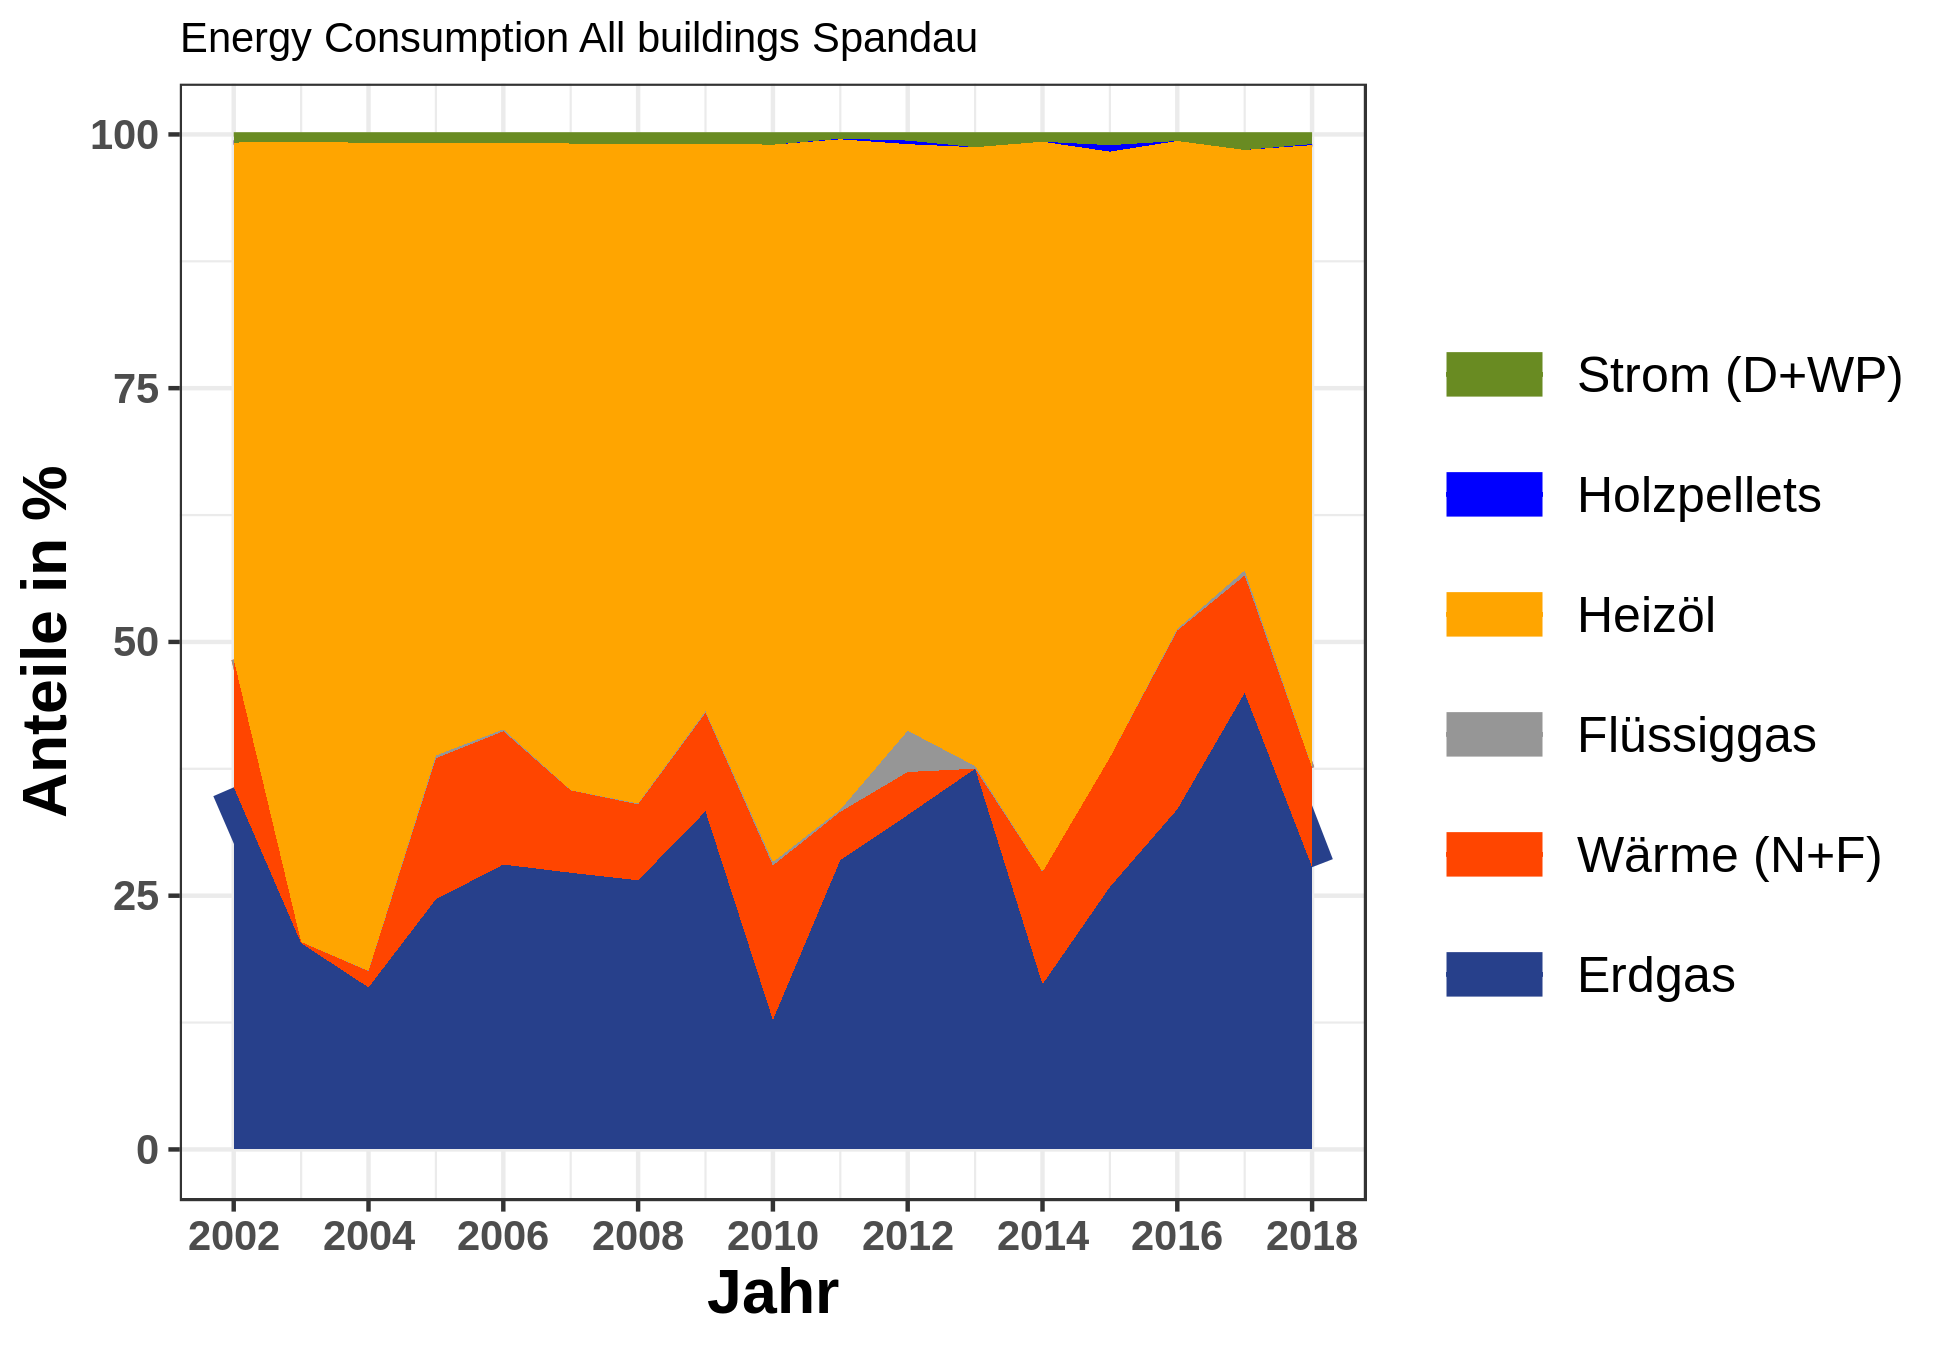 Energy Consumption All buildings Spandau
Anteile in %
100
75
50
25
0
2002 2004 2006 2008 2010 2012 2014 2016 2018
Jahr
Strom (D+WP)
Holzpellets
Heizöl
Flüssiggas
Wärme (N+F)
Erdgas